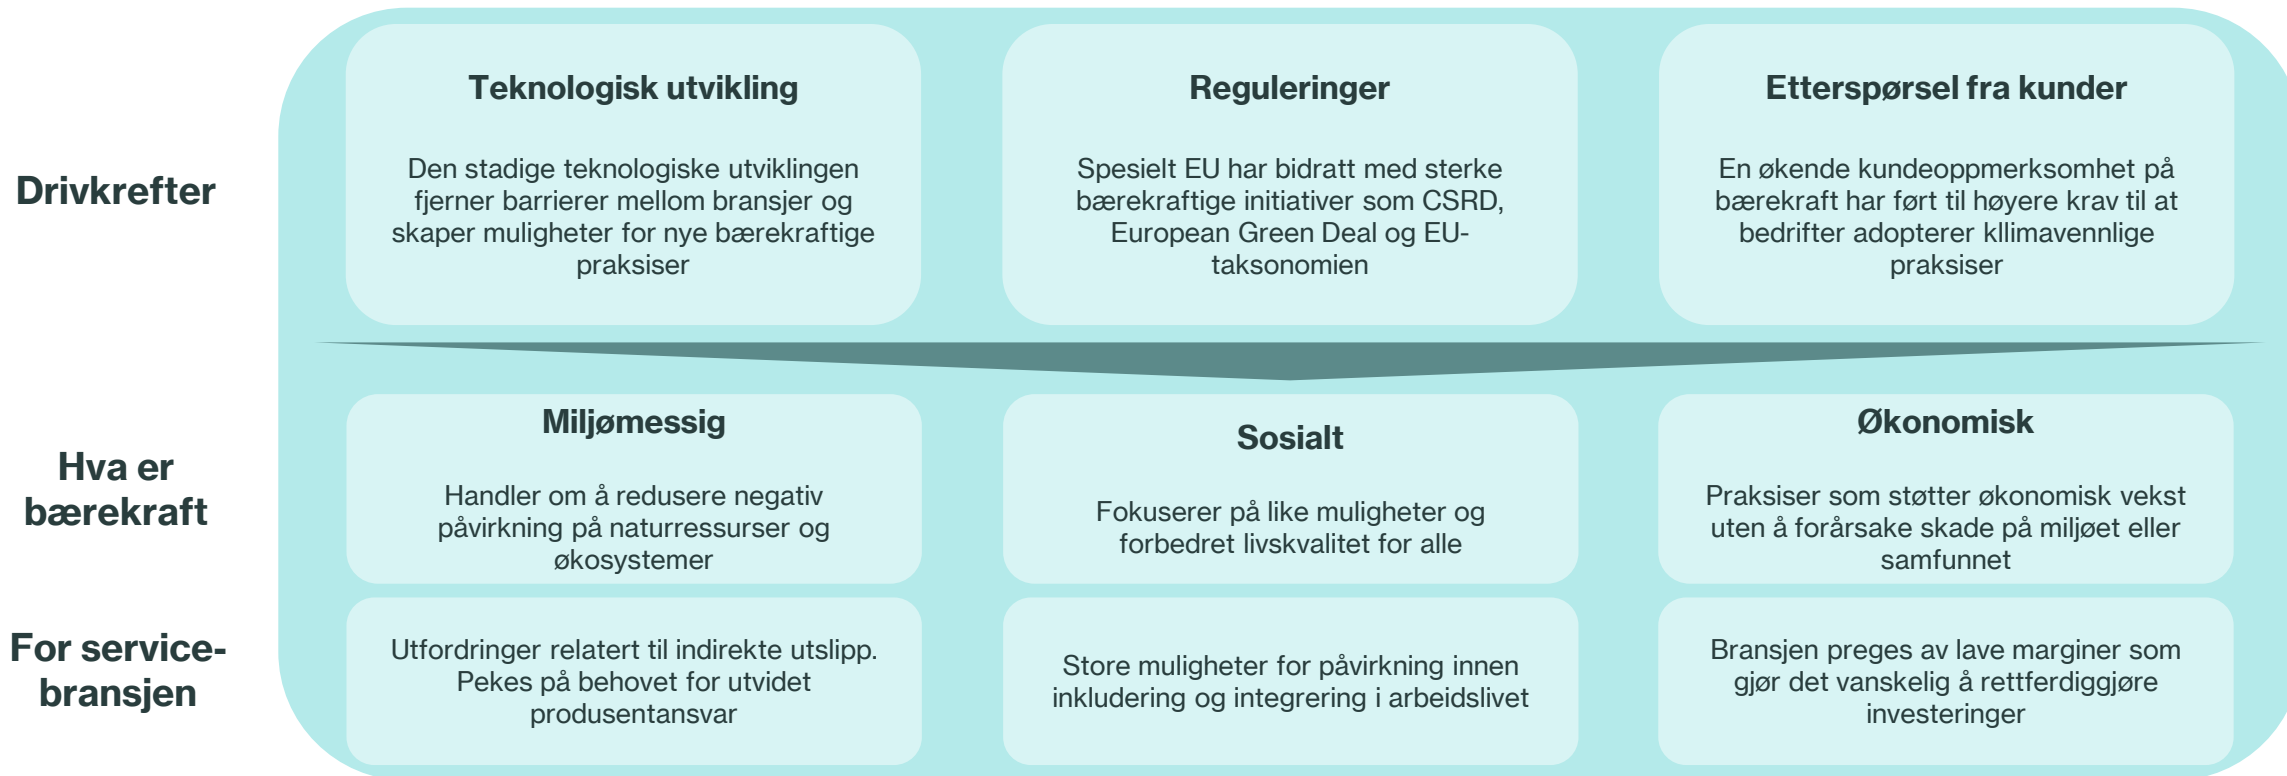 Drivkrefter
Teknologisk utvikling
Den stadige teknologiske utviklingen
fjerner barrierer mellom bransjer og
skaper muligheter for nye bærekraftige
praksiser
Reguleringer
Spesielt EU har bidratt med sterke
bærekraftige initiativer som CSRD,
European Green Deal og EU-
taksonomien
Etterspørsel fra kunder
En økende kundeoppmerksomhet på
bærekraft har ført til høyere krav til at
bedrifter adopterer kllimavennlige
praksiser
Hva er
bærekraft
Miljømessig
Handler om å redusere negativ
påvirkning på naturressurser og
økosystemer
Sosialt
Fokuserer på like muligheter og
forbedret livskvalitet for alle
Økonomisk
Praksiser som støtter økonomisk vekst
uten å forårsake skade på miljøet eller
samfunnet
For service-
bransjen
Utfordringer relatert til indirekte utslipp.
Pekes på behovet for utvidet
produsentansvar
Store muligheter for påvirkning innen
inkludering og integrering i arbeidslivet
Bransjen preges av lave marginer som
gjør det vanskelig å rettferdiggjøre
investeringer